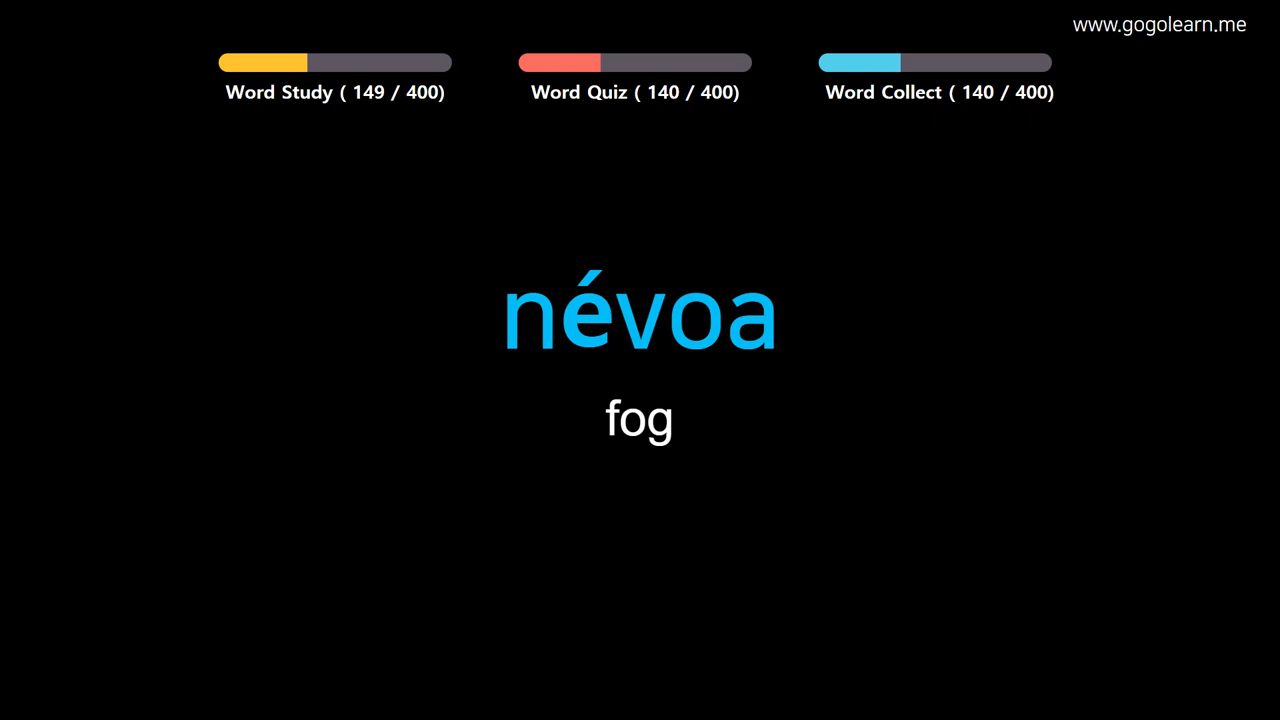 www.gogolearn.me
Word Study ( 149 / 400)
Word Quiz ( 140 / 400)
Word Collect ( 140 / 400)
névoa
fog